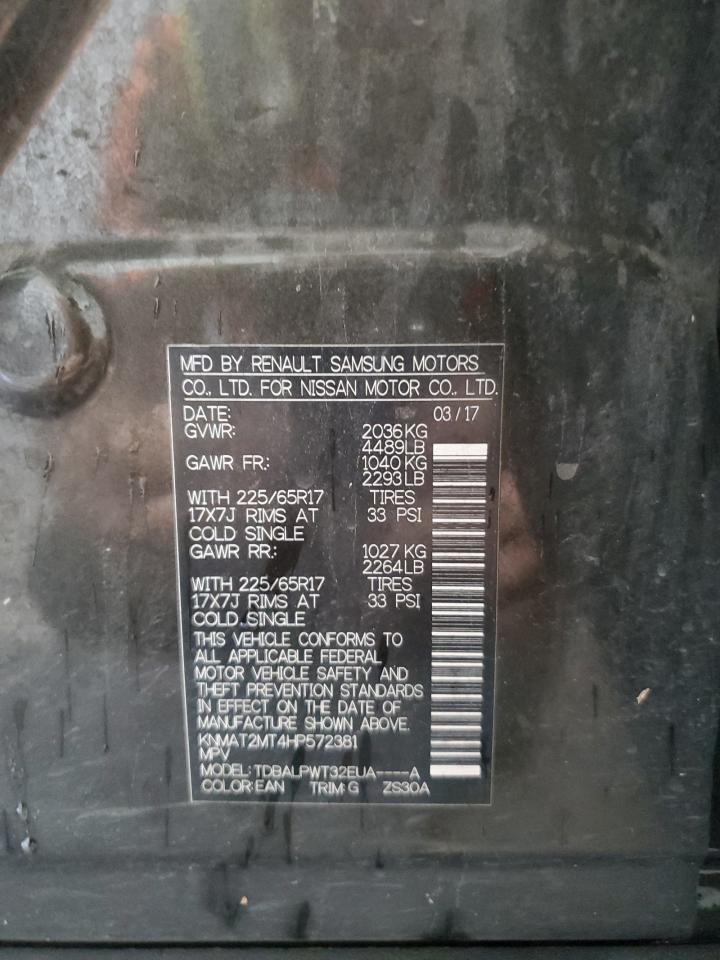 MFD BY RENAULT SAMSUNG MOTORS
CO., LTD. FOR NISSAN MOTOR CO., LTD.
DATE: 03/17
GVWR: 2036KG
4489LB
GAWR FR.: 1040KG
2293LB
WITH 225/65R17 TIRES
17X7J RIMS AT 33 PSI
COLD SINGLE
GAWR RR.: 1027KG
2264LB
WITH 225/65R17 TIRES
17X7J RIMS AT 33 PSI
COLD SINGLE
THIS VEHICLE CONFORMS TO
ALL APPLICABLE FEDERAL
MOTOR VEHICLE SAFETY AND
THEFT PREVENTION STANDARDS
IN EFFECT ON THE DATE OF
MANUFACTURE SHOWN ABOVE.
KNMAT2MT4HP572381
MPV
MODEL: TDBALPWT32EUA----A
COLOR: EAN TRIM: G ZS30A